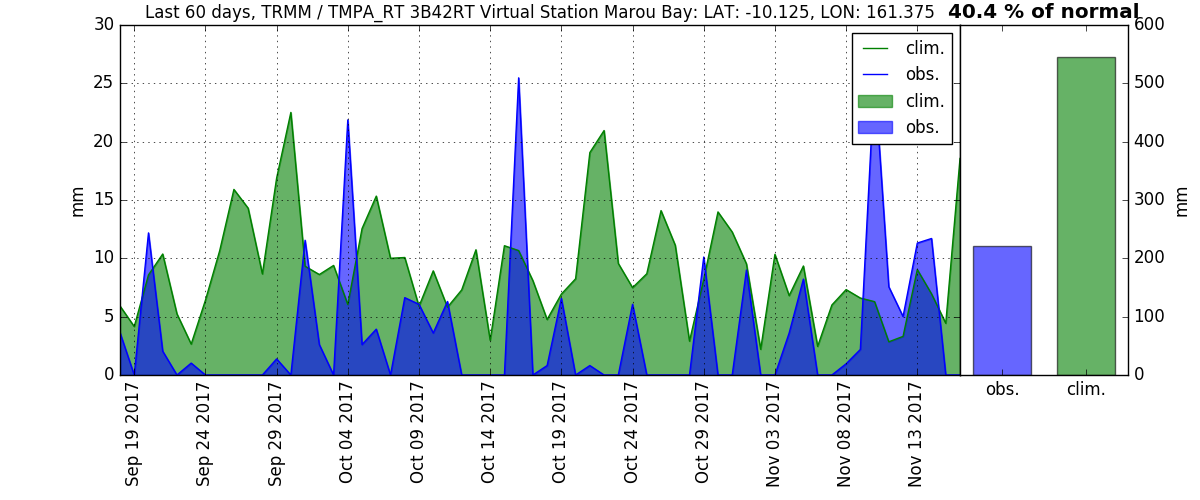 Last 60 days, TRMM / TMPA_RT 3B42RT Virtual Station Marou Bay: LAT: -10.125, LON: 161.375 40.4 % of normal
30
25
20
15
10
5
0
mm
clim.
obs.
clim.
obs.
600
500
400
300
200
100
0
mm
obs. clim.
Sep 19 2017
Sep 24 2017
Sep 29 2017
Oct 04 2017
Oct 09 2017
Oct 14 2017
Oct 19 2017
Oct 24 2017
Oct 29 2017
Nov 03 2017
Nov 08 2017
Nov 13 2017